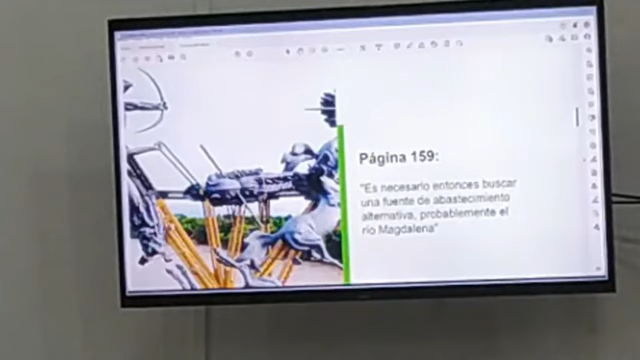 Página 159:
"Es necesario entonces buscar
una fuente de abastecimiento
alternativa, probablemente el
río Magdalena"